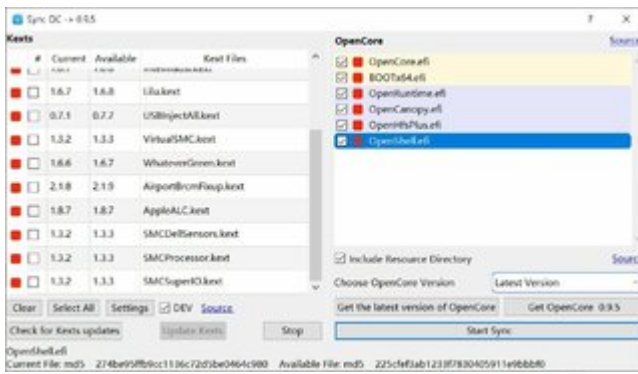 Sync OC -> 0.9.5
? ×
Kexts
# Current Available Kext Files
1.6.7 1.6.8 Lilu.kext
0.7.1 0.7.7 USBInjectAll.kext
1.3.2 1.3.3 VirtualSMC.kext
1.6.6 1.6.7 WhateverGreen.kext
2.1.8 2.1.9 AirportBrcmFixup.kext
1.8.7 1.8.7 AppleALC.kext
1.3.2 1.3.3 SMCDellSensors.kext
1.3.2 1.3.3 SMCProcessor.kext
1.3.2 1.3.3 SMCSuperIO.kext
Clear Select All Settings DEV Source
Check for Kexts updates Update Kexts Stop
OpenCore Source
OpenCore.efi
BOOTx64.efi
OpenRuntime.efi
OpenCanopy.efi
OpenHfsPlus.efi
OpenShell.efi
Include Resource Directory Sourc
Choose OpenCore Version Latest Version
Get the latest version of OpenCore Get OpenCore 0.9.5
Start Sync
OpenShell.efi
Current File: md5 Available File: md5